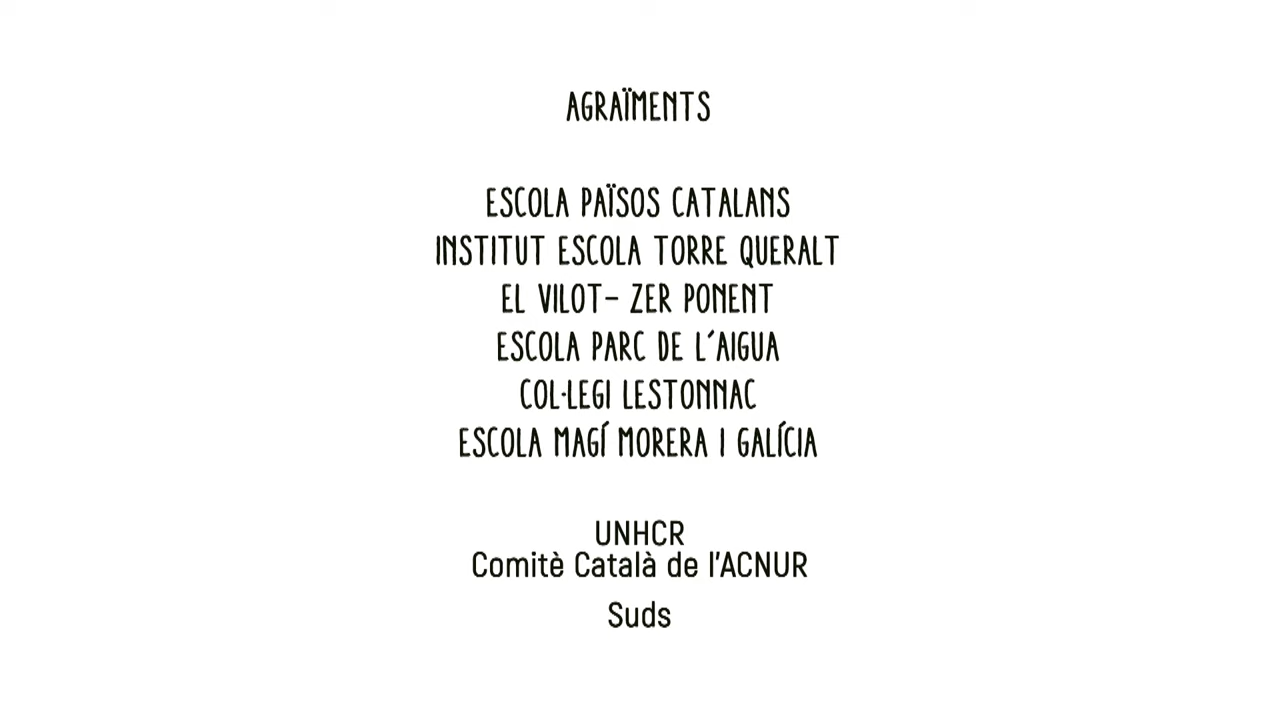 AGRAÏMENTS
ESCOLA PAÏSOS CATALANS
INSTITUT ESCOLA TORRE QUERALT
EL VILOT- ZER PONENT
ESCOLA PARC DE L´AIGUA
COL·LEGI LESTONNAC
ESCOLA MAGÍ MORERA I GALÍCIA
UNHCR
Comitè Català de l'ACNUR
Suds